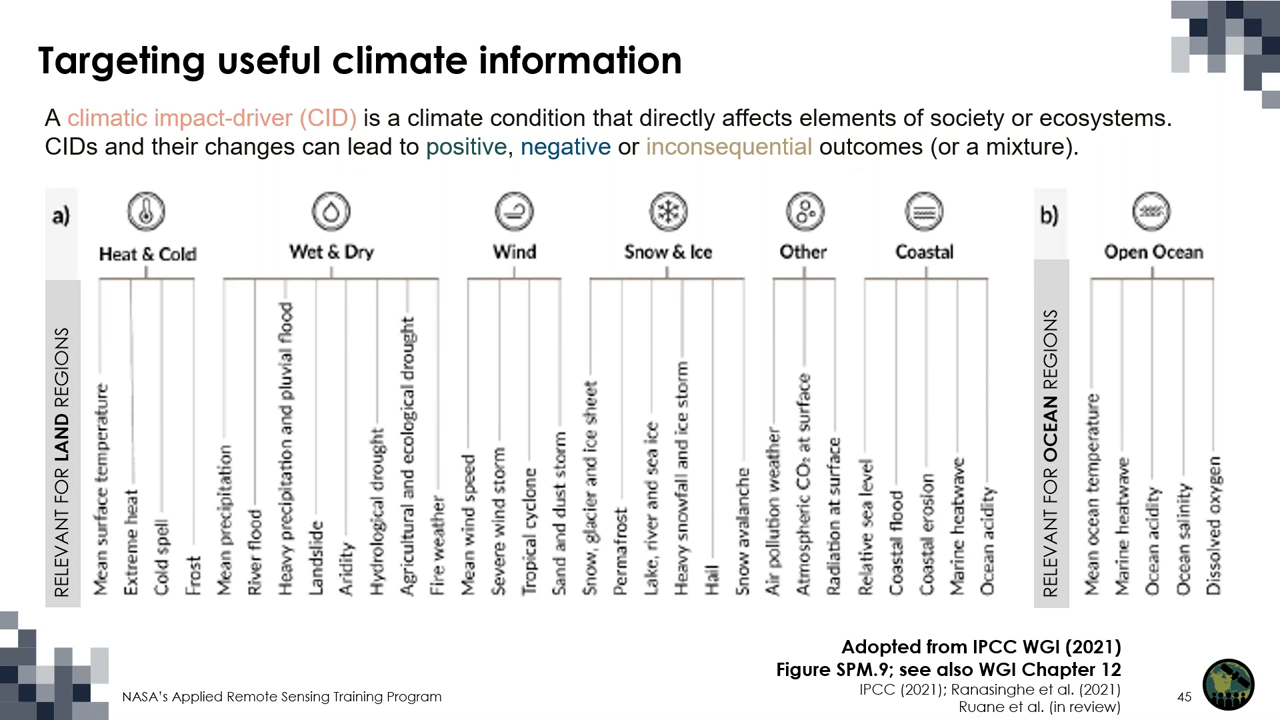 Targeting useful climate information
A climatic impact-driver (CID) is a climate condition that directly affects elements of society or ecosystems.
CIDs and their changes can lead to positive, negative or inconsequential outcomes (or a mixture).
a)
Heat & Cold
Wet & Dry
Wind
Snow & Ice
Other
Coastal
b)
Open Ocean
RELEVANT FOR LAND REGIONS
Mean surface temperature
Extreme heat
Cold spell
Frost
Mean precipitation
River flood
Heavy precipitation and pluvial flood
Landslide
Aridity
Hydrological drought
Agricultural and ecological drought
Fire weather
Mean wind speed
Severe wind storm
Tropical cyclone
Sand and dust storm
Snow, glacier and ice sheet
Permafrost
Lake, river and sea ice
Heavy snowfall and ice storm
Hail
Snow avalanche
Air pollution weather
Atmospheric CO₂ at surface
Radiation at surface
Relative sea level
Coastal flood
Coastal erosion
Marine heatwave
Ocean acidity
RELEVANT FOR OCEAN REGIONS
Mean ocean temperature
Marine heatwave
Ocean acidity
Ocean salinity
Dissolved oxygen
Adopted from IPCC WGI (2021)
Figure SPM.9; see also WGI Chapter 12
IPCC (2021); Ranasinghe et al. (2021)
Ruane et al. (in review)
NASA's Applied Remote Sensing Training Program
45